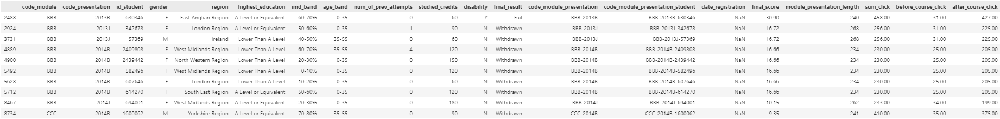 code_module code_presentation id_student gender region highest_education imd_band age_band num_of_prev_attempts studied_credits disability final_result code_module_presentation code_module_presentation_student date_registration final_score module_presentation_length sum_click before_course_click after_course_click
2488 BBB 2013B 630346 F East Anglian Region A Level or Equivalent 60-70% 0-35 0 60 Y Fail BBB-2013B BBB-2013B-630346 NaN 30.90 240 458.00 31.00 427.00
2924 BBB 2013J 342678 F London Region A Level or Equivalent 50-60% 0-35 1 90 N Withdrawn BBB-2013J BBB-2013J-342678 NaN 16.72 268 256.00 31.00 225.00
3731 BBB 2013J 57369 M Ireland Lower Than A Level 40-50% 35-55 0 60 N Withdrawn BBB-2013J BBB-2013J-57369 NaN 16.72 268 256.00 31.00 225.00
4889 BBB 2014B 2409808 F West Midlands Region Lower Than A Level 60-70% 35-55 4 120 N Withdrawn BBB-2014B BBB-2014B-2409808 NaN 16.66 234 230.00 25.00 205.00
4900 BBB 2014B 2439442 F North Western Region Lower Than A Level 20-30% 0-35 0 150 N Withdrawn BBB-2014B BBB-2014B-2439442 NaN 16.66 234 230.00 25.00 205.00
5492 BBB 2014B 582496 F West Midlands Region Lower Than A Level 0-10% 0-35 0 120 N Withdrawn BBB-2014B BBB-2014B-582496 NaN 16.66 234 230.00 25.00 205.00
5628 BBB 2014B 607646 F London Region Lower Than A Level 10-20% 0-35 0 60 N Withdrawn BBB-2014B BBB-2014B-607646 NaN 16.66 234 230.00 25.00 205.00
5712 BBB 2014B 614270 F South East Region A Level or Equivalent 50-60% 0-35 0 120 N Withdrawn BBB-2014B BBB-2014B-614270 NaN 16.66 234 230.00 25.00 205.00
8467 BBB 2014J 694001 F West Midlands Region A Level or Equivalent 20-30% 0-35 0 180 N Withdrawn BBB-2014J BBB-2014J-694001 NaN 10.15 262 233.00 34.00 199.00
8734 CCC 2014B 1600062 M Yorkshire Region A Level or Equivalent 70-80% 35-55 0 90 N Withdrawn CCC-2014B CCC-2014B-1600062 NaN 9.35 241 410.00 35.00 375.00